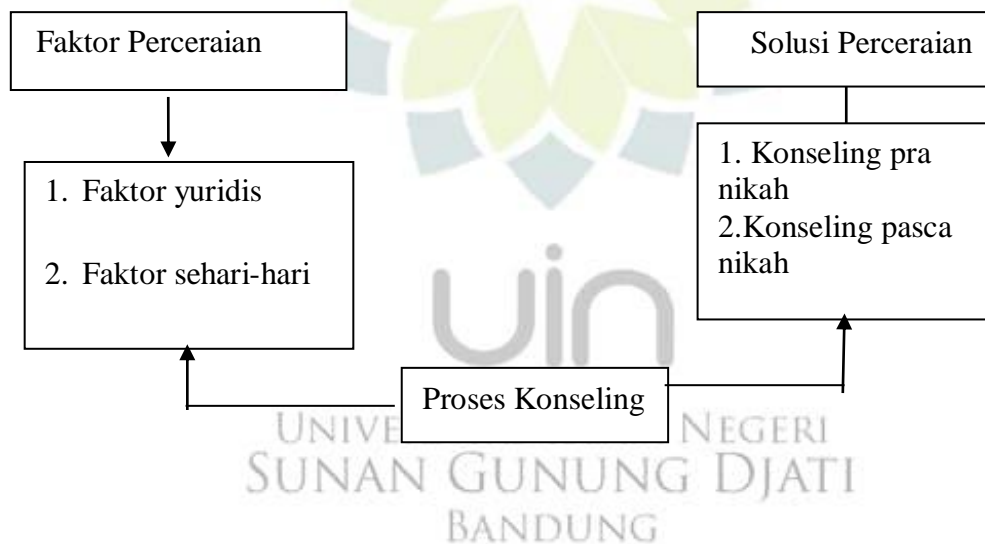 Faktor Perceraian
Solusi Perceraian
1. Faktor yuridis
2. Faktor sehari-hari
1. Konseling pra
nikah
2.Konseling pasca
nikah
Proses Konseling
uin
UNIVE NEGERI
SUNAN GUNUNG DJATI
BANDUNG